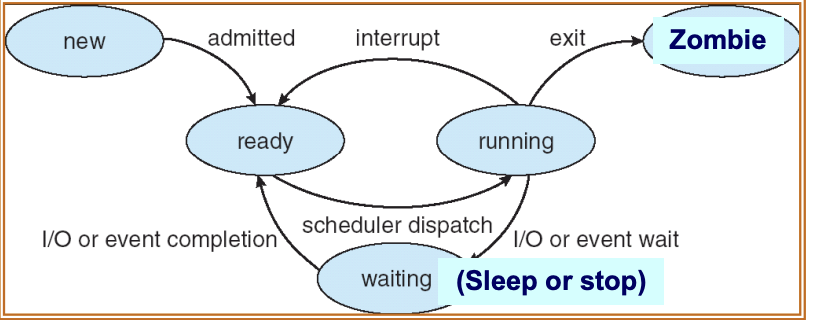 new
admitted
interrupt
exit
Zombie
ready
running
scheduler dispatch
I/O or event completion
I/O or event wait
waiting
(Sleep or stop)